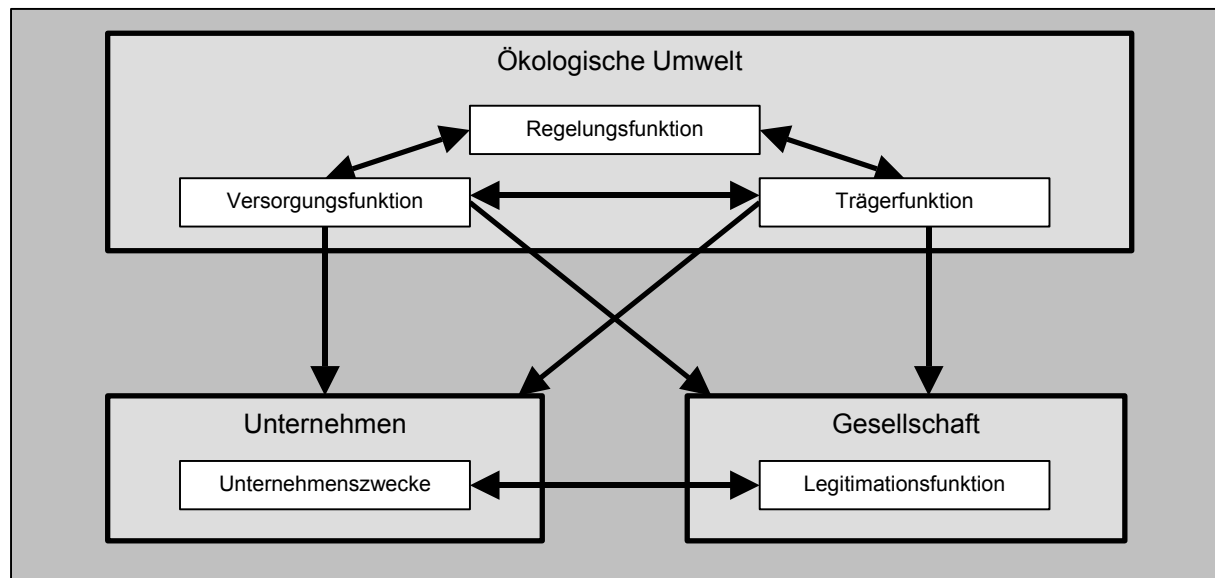 Ökologische Umwelt
Regelungsfunktion
Versorgungsfunktion
Trägerfunktion
Unternehmen
Gesellschaft
Unternehmenszwecke
Legitimationsfunktion